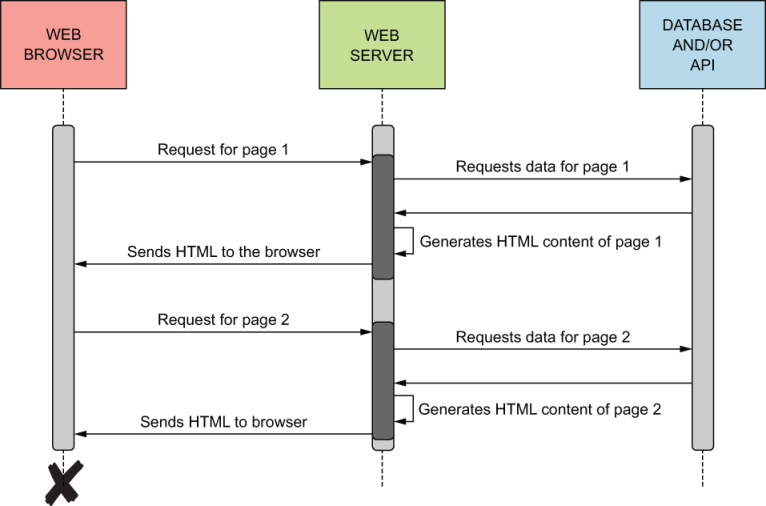 WEB
BROWSER
WEB
SERVER
DATABASE
AND/OR
API
Request for page 1
Requests data for page 1
Generates HTML content of page 1
Sends HTML to the browser
Request for page 2
Requests data for page 2
Generates HTML content of page 2
Sends HTML to browser